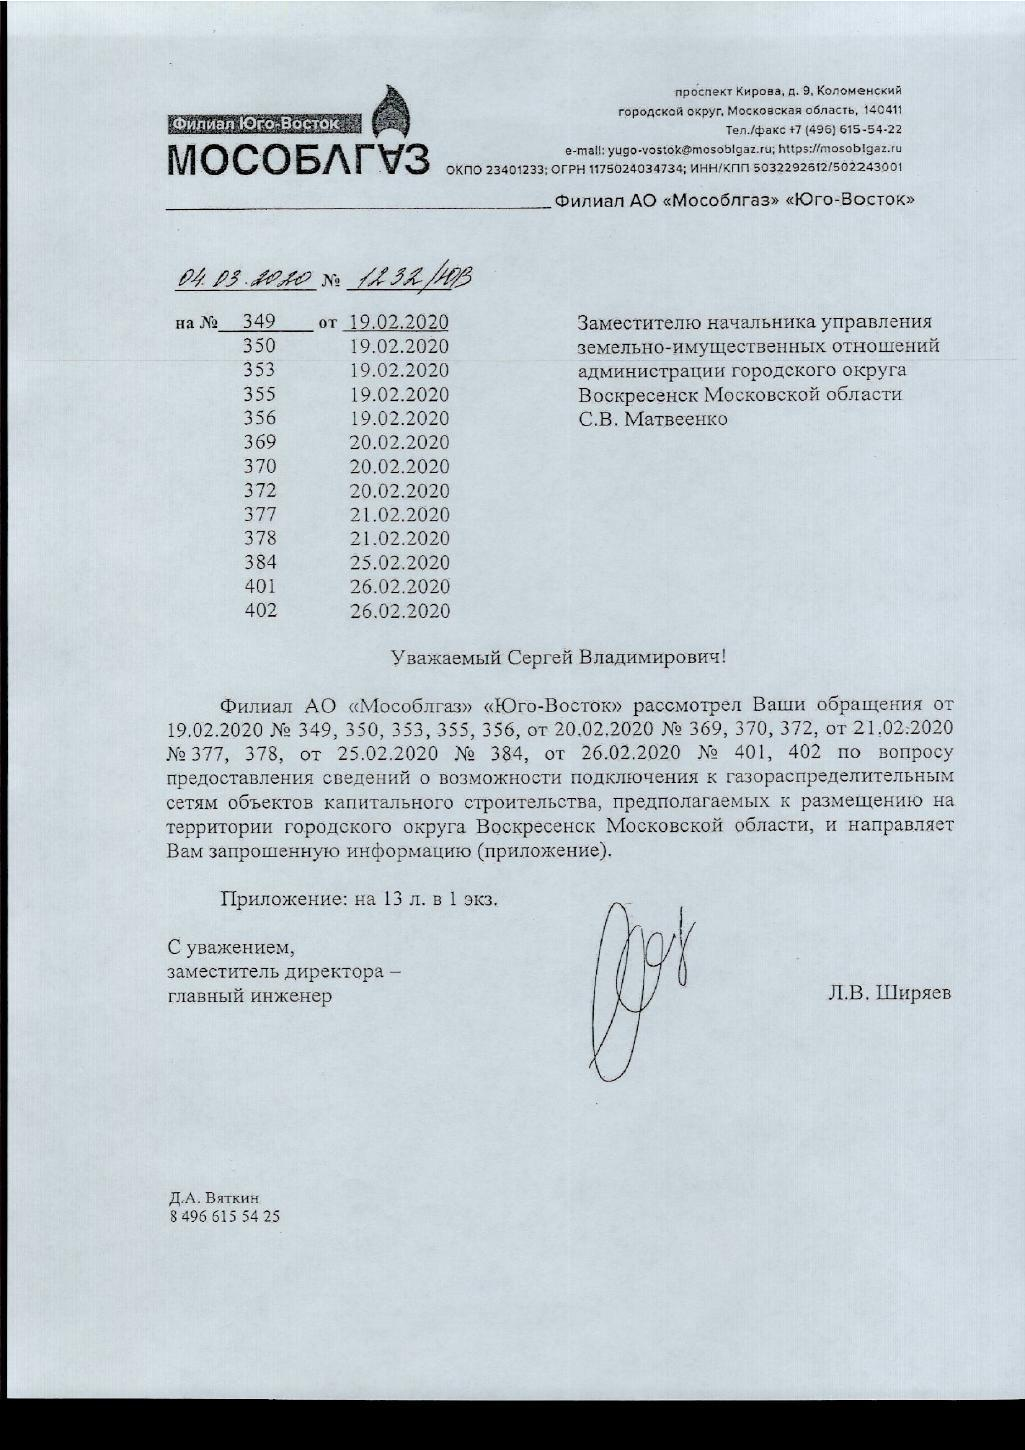 Филиал Юго-Восток
МОСОБЛГАЗ
проспект Кирова, д. 9, Коломенский
городской округ, Московская область, 140411
Тел./факс +7 (496) 615-54-22
e-mail: yugo-vostok@mosoblgaz.ru; https://mosoblgaz.ru
ОКПО 23401233; ОГРН 1175024034734; ИНН/КПП 5032292612/502243001
Филиал АО «Мособлгаз» «Юго-Восток»
04.03.2020 № 1232/ЮВ
на № 349 от 19.02.2020
350 19.02.2020
353 19.02.2020
355 19.02.2020
356 19.02.2020
369 20.02.2020
370 20.02.2020
372 20.02.2020
377 21.02.2020
378 21.02.2020
384 25.02.2020
401 26.02.2020
402 26.02.2020
Заместителю начальника управления
земельно-имущественных отношений
администрации городского округа
Воскресенск Московской области
С.В. Матвеенко
Уважаемый Сергей Владимирович!
Филиал АО «Мособлгаз» «Юго-Восток» рассмотрел Ваши обращения от
19.02.2020 № 349, 350, 353, 355, 356, от 20.02.2020 № 369, 370, 372, от 21.02.2020
№ 377, 378, от 25.02.2020 № 384, от 26.02.2020 № 401, 402 по вопросу
предоставления сведений о возможности подключения к газораспределительным
сетям объектов капитального строительства, предполагаемых к размещению на
территории городского округа Воскресенск Московской области, и направляет
Вам запрошенную информацию (приложение).
Приложение: на 13 л. в 1 экз.
С уважением,
заместитель директора –
главный инженер
Л.В. Ширяев
Д.А. Вяткин
8 496 615 54 25